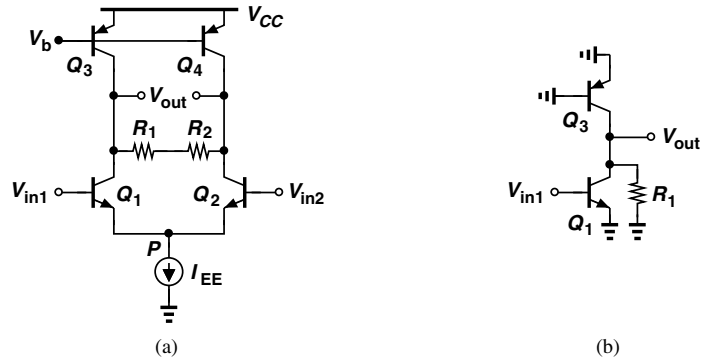 V_CC
V_b
Q_3 Q_4
V_out
R_1 R_2
V_in1 Q_1 Q_2 V_in2
P
I_EE
(a)
Q_3
V_out
V_in1 R_1
Q_1
(b)